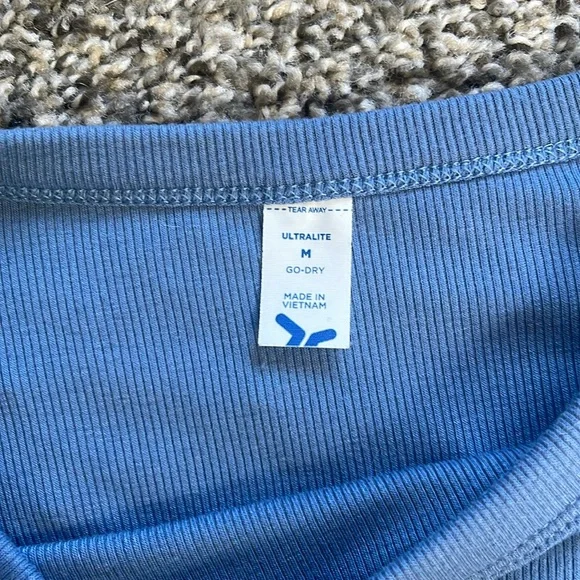 TEAR AWAY
ULTRALITE
M
GO-DRY
MADE IN
VIETNAM